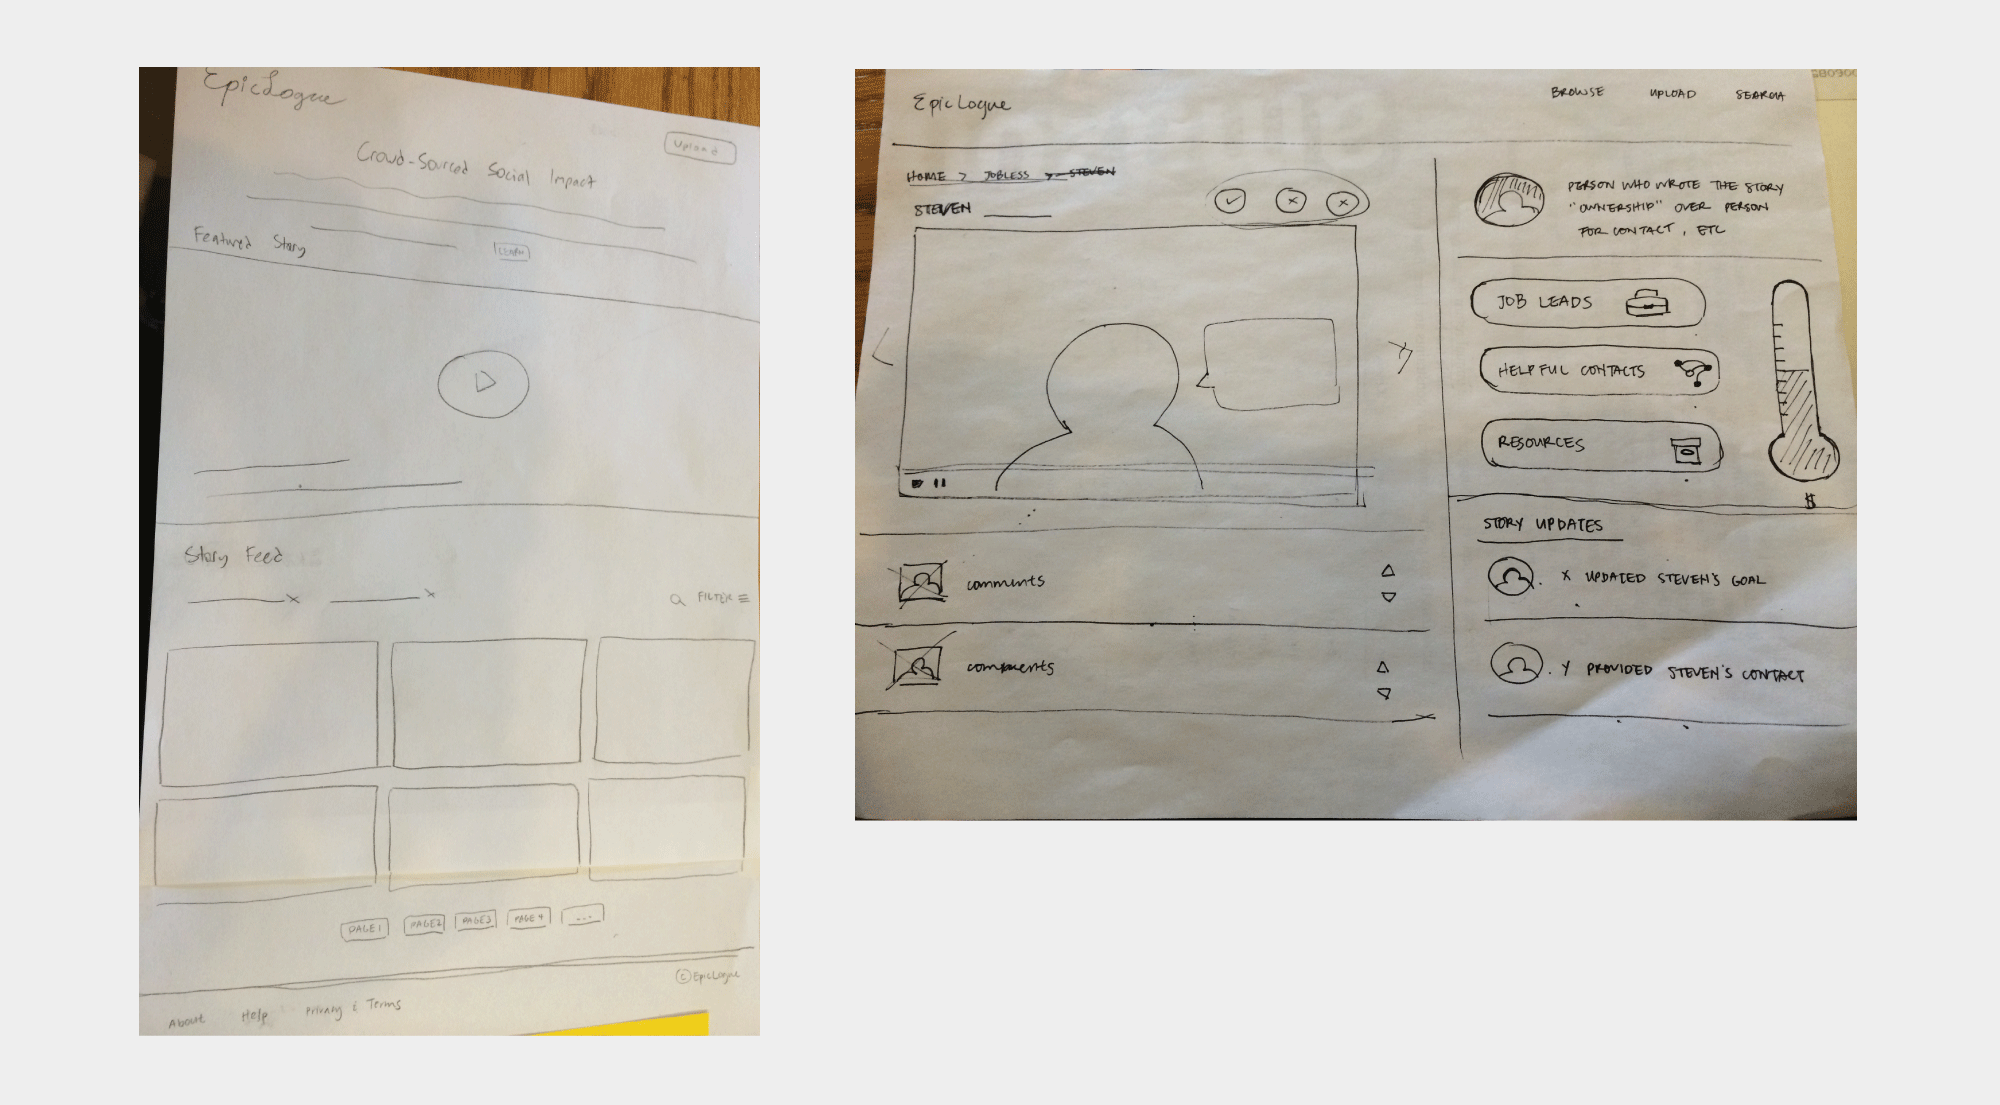 EpicLogue
Upload
Crowd-Sourced Social Impact
Featured Story
LEARN
Story Feed
FILTER
PAGE 1 PAGE 2 PAGE 3 PAGE 4 ...
© EpicLogue
About Help Privacy & Terms
EpicLogue
BROWSE UPLOAD SEARCH
HOME > JOBLESS > STEVEN
STEVEN
comments
comments
PERSON WHO WROTE THE STORY
"OWNERSHIP" OVER PERSON
FOR CONTACT, ETC
JOB LEADS
HELPFUL CONTACTS
RESOURCES
$
STORY UPDATES
X UPDATED STEVEN'S GOAL
Y PROVIDED STEVEN'S CONTACT